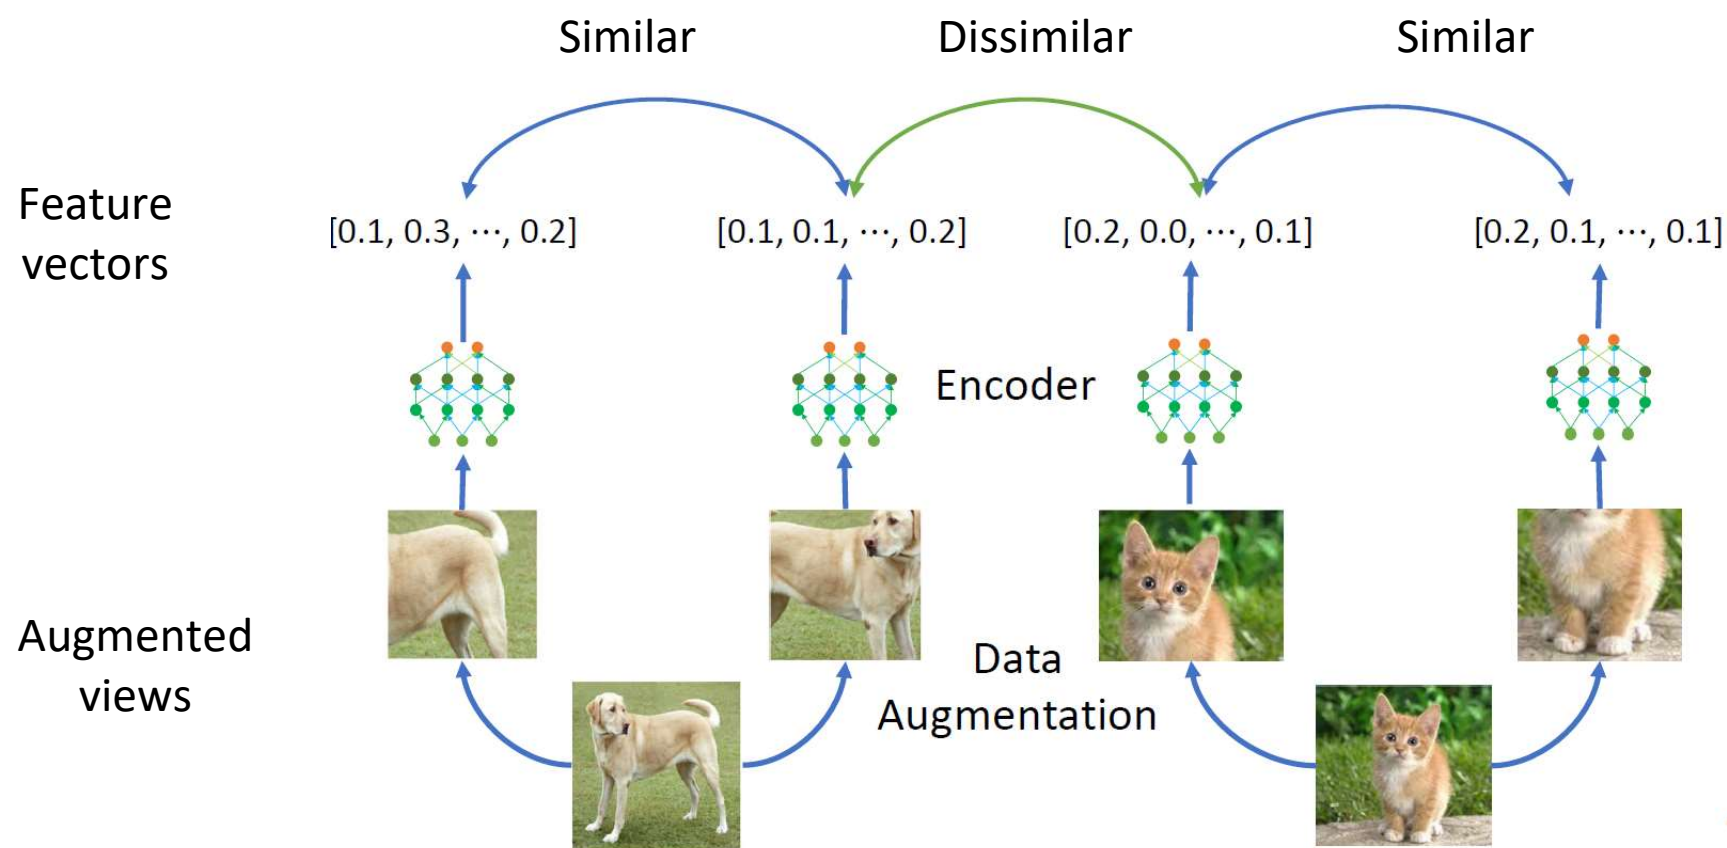 Similar
Dissimilar
Similar
Feature
vectors
[0.1, 0.3, ⋯, 0.2]
[0.1, 0.1, ⋯, 0.2]
[0.2, 0.0, ⋯, 0.1]
[0.2, 0.1, ⋯, 0.1]
Encoder
Augmented
views
Data
Augmentation